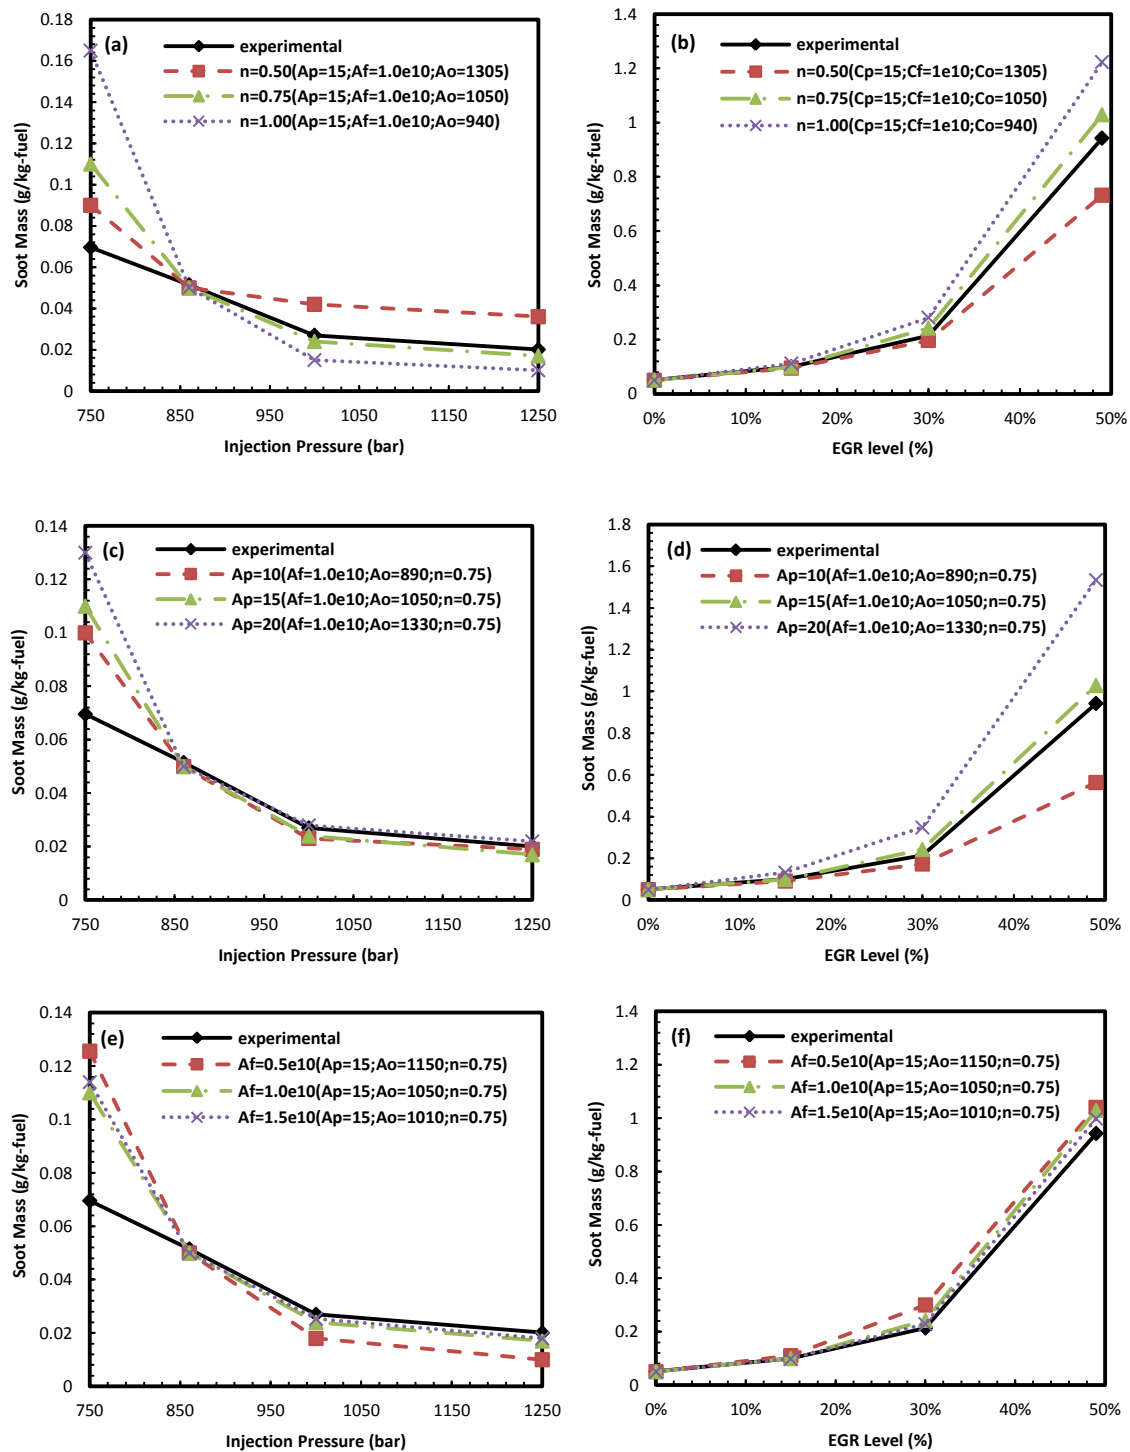 (a)
experimental
n=0.50(Ap=15;Af=1.0e10;Ao=1305)
n=0.75(Ap=15;Af=1.0e10;Ao=1050)
n=1.00(Ap=15;Af=1.0e10;Ao=940)
Soot Mass (g/kg-fuel)
0.18
0.16
0.14
0.12
0.1
0.08
0.06
0.04
0.02
0
750 850 950 1050 1150 1250
Injection Pressure (bar)
(b)
experimental
n=0.50(Cp=15;Cf=1e10;Co=1305)
n=0.75(Cp=15;Cf=1e10;Co=1050)
n=1.00(Cp=15;Cf=1e10;Co=940)
Soot Mass (g/kg-fuel)
1.4
1.2
1
0.8
0.6
0.4
0.2
0
0% 10% 20% 30% 40% 50%
EGR level (%)
(c)
experimental
Ap=10(Af=1.0e10;Ao=890;n=0.75)
Ap=15(Af=1.0e10;Ao=1050;n=0.75)
Ap=20(Af=1.0e10;Ao=1330;n=0.75)
Soot Mass (g/kg-fuel)
0.14
0.12
0.1
0.08
0.06
0.04
0.02
0
750 850 950 1050 1150 1250
Injection Pressure (bar)
(d)
experimental
Ap=10(Af=1.0e10;Ao=890;n=0.75)
Ap=15(Af=1.0e10;Ao=1050;n=0.75)
Ap=20(Af=1.0e10;Ao=1330;n=0.75)
Soot Mass (g/kg-fuel)
1.8
1.6
1.4
1.2
1
0.8
0.6
0.4
0.2
0
0% 10% 20% 30% 40% 50%
EGR Level (%)
(e)
experimental
Af=0.5e10(Ap=15;Ao=1150;n=0.75)
Af=1.0e10(Ap=15;Ao=1050;n=0.75)
Af=1.5e10(Ap=15;Ao=1010;n=0.75)
Soot Mass (g/kg-fuel)
0.14
0.12
0.1
0.08
0.06
0.04
0.02
0
750 850 950 1050 1150 1250
Injection Pressure (bar)
(f)
experimental
Af=0.5e10(Ap=15;Ao=1150;n=0.75)
Af=1.0e10(Ap=15;Ao=1050;n=0.75)
Af=1.5e10(Ap=15;Ao=1010;n=0.75)
Soot Mass (g/kg-fuel)
1.4
1.2
1
0.8
0.6
0.4
0.2
0
0% 10% 20% 30% 40% 50%
EGR Level (%)